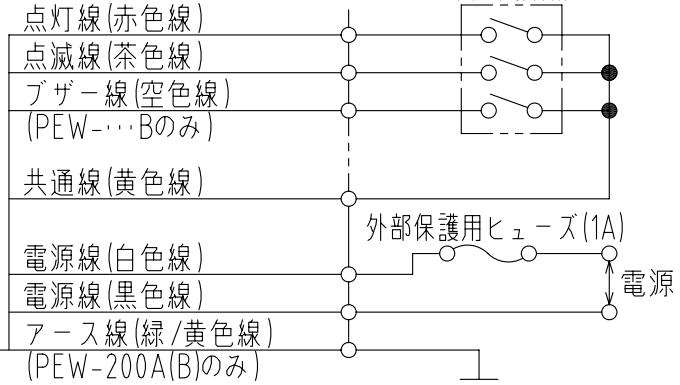 点灯線(赤色線)
点滅線(茶色線)
ブザー線(空色線)
(PEW-···Bのみ)
共通線(黄色線)
外部保護用ヒューズ(1A)
電源線(白色線)
電源
電源線(黒色線)
アース線(緑/黄色線)
(PEW-200A(B)のみ)